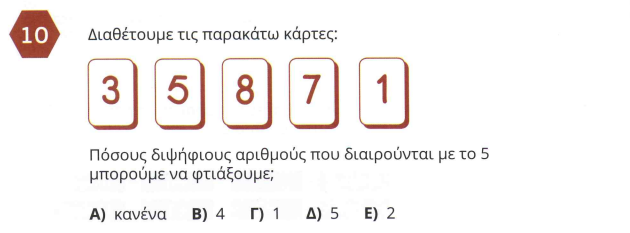 10
Διαθέτουμε τις παρακάτω κάρτες:
3 5 8 7 1
Πόσους διψήφιους αριθμούς που διαιρούνται με το 5
μπορούμε να φτιάξουμε;
Α) κανένα Β) 4 Γ) 1 Δ) 5 Ε) 2